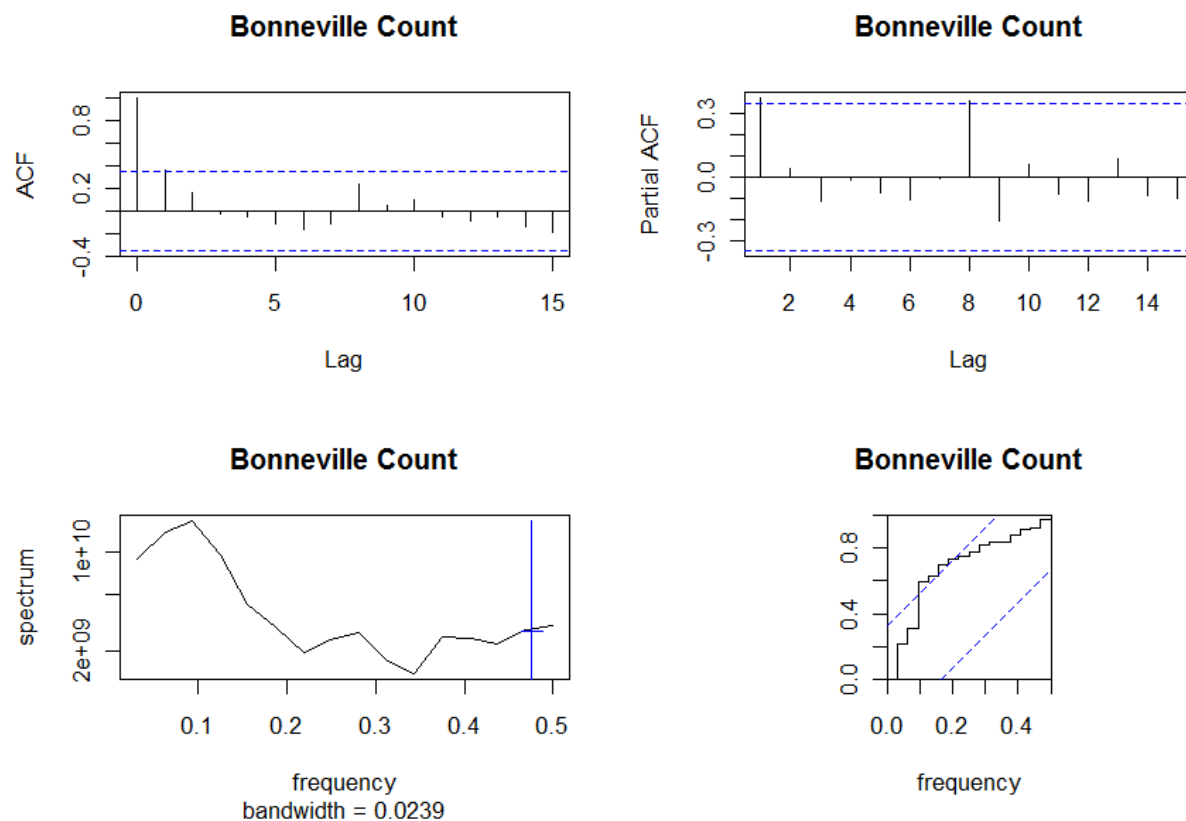 Bonneville Count
ACF
0.8
0.2
-0.4
0 5 10 15
Lag
Bonneville Count
Partial ACF
0.3
0.0
-0.3
2 4 6 8 10 12 14
Lag
Bonneville Count
spectrum
1e+10
2e+09
0.1 0.2 0.3 0.4 0.5
frequency
bandwidth = 0.0239
Bonneville Count
0.8
0.4
0.0
0.0 0.2 0.4
frequency